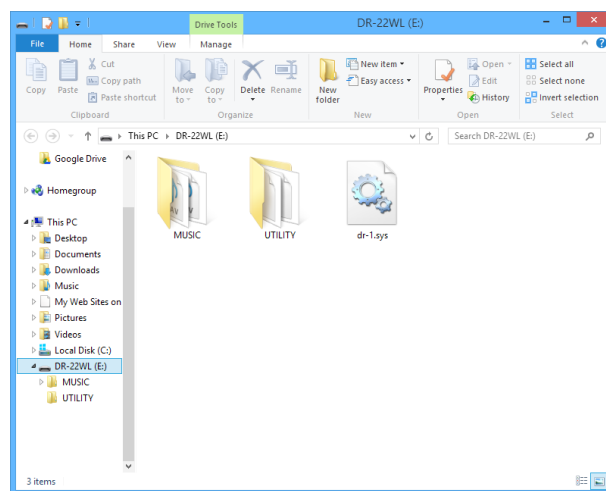 Drive Tools
DR-22WL (E:)
File Home Share View Manage
Copy
Paste
Cut
Copy path
Paste shortcut
Clipboard
Move to
Copy to
Delete
Rename
Organize
New folder
New item
Easy access
New
Properties
Open
Edit
History
Open
Select all
Select none
Invert selection
Select
This PC DR-22WL (E:)
Search DR-22WL (E:)
Google Drive
Homegroup
This PC
Desktop
Documents
Downloads
Music
My Web Sites on
Pictures
Videos
Local Disk (C:)
DR-22WL (E:)
MUSIC
UTILITY
MUSIC
UTILITY
dr-1.sys
3 items